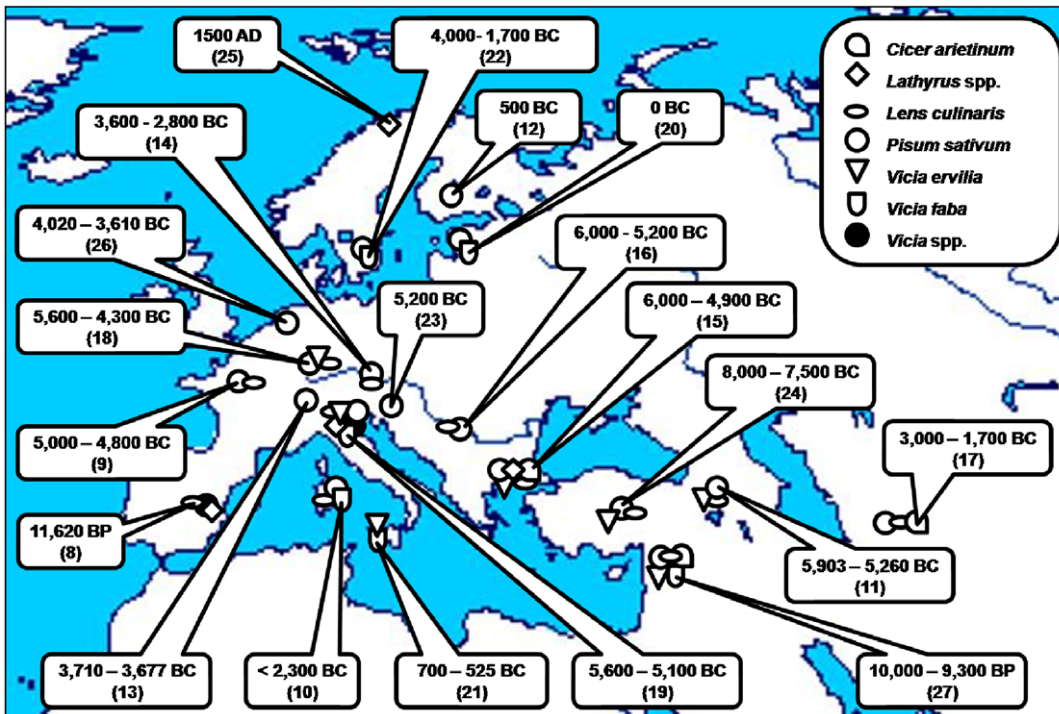 1500 AD
(25)
4,000- 1,700 BC
(22)
500 BC
(12)
0 BC
(20)
3,600 - 2,800 BC
(14)
4,020 – 3,610 BC
(26)
6,000 - 5,200 BC
(16)
5,600 – 4,300 BC
(18)
5,200 BC
(23)
6,000 – 4,900 BC
(15)
8,000 – 7,500 BC
(24)
5,000 – 4,800 BC
(9)
3,000 – 1,700 BC
(17)
11,620 BP
(8)
5,903 – 5,260 BC
(11)
3,710 – 3,677 BC
(13)
< 2,300 BC
(10)
700 – 525 BC
(21)
5,600 – 5,100 BC
(19)
10,000 – 9,300 BP
(27)
Cicer arietinum
Lathyrus spp.
Lens culinaris
Pisum sativum
Vicia ervilia
Vicia faba
Vicia spp.